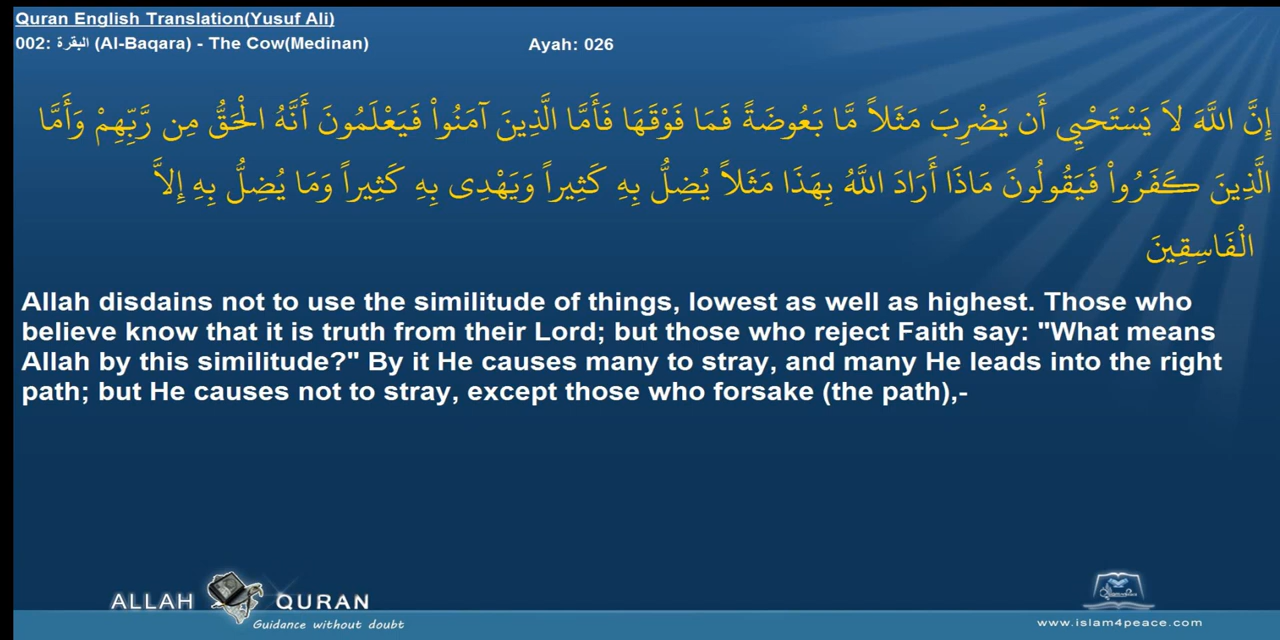 Quran English Translation(Yusuf Ali)
002: البقرة (Al-Baqara) - The Cow(Medinan) Ayah: 026
إِنَّ اللَّهَ لاَ يَسْتَحْيِي أَن يَضْرِبَ مَثَلاً مَّا بَعُوضَةً فَمَا فَوْقَهَا فَأَمَّا الَّذِينَ آمَنُواْ فَيَعْلَمُونَ أَنَّهُ الْحَقُّ مِن رَّبِّهِمْ وَأَمَّا
الَّذِينَ كَفَرُواْ فَيَقُولُونَ مَاذَا أَرَادَ اللَّهُ بِهَذَا مَثَلاً يُضِلُّ بِهِ كَثِيراً وَيَهْدِى بِهِ كَثِيراً وَمَا يُضِلُّ بِهِ إِلاَّ
الْفَاسِقِينَ
Allah disdains not to use the similitude of things, lowest as well as highest. Those who
believe know that it is truth from their Lord; but those who reject Faith say: "What means
Allah by this similitude?" By it He causes many to stray, and many He leads into the right
path; but He causes not to stray, except those who forsake (the path),-
ALLAH QURAN
Guidance without doubt
www.islam4peace.com